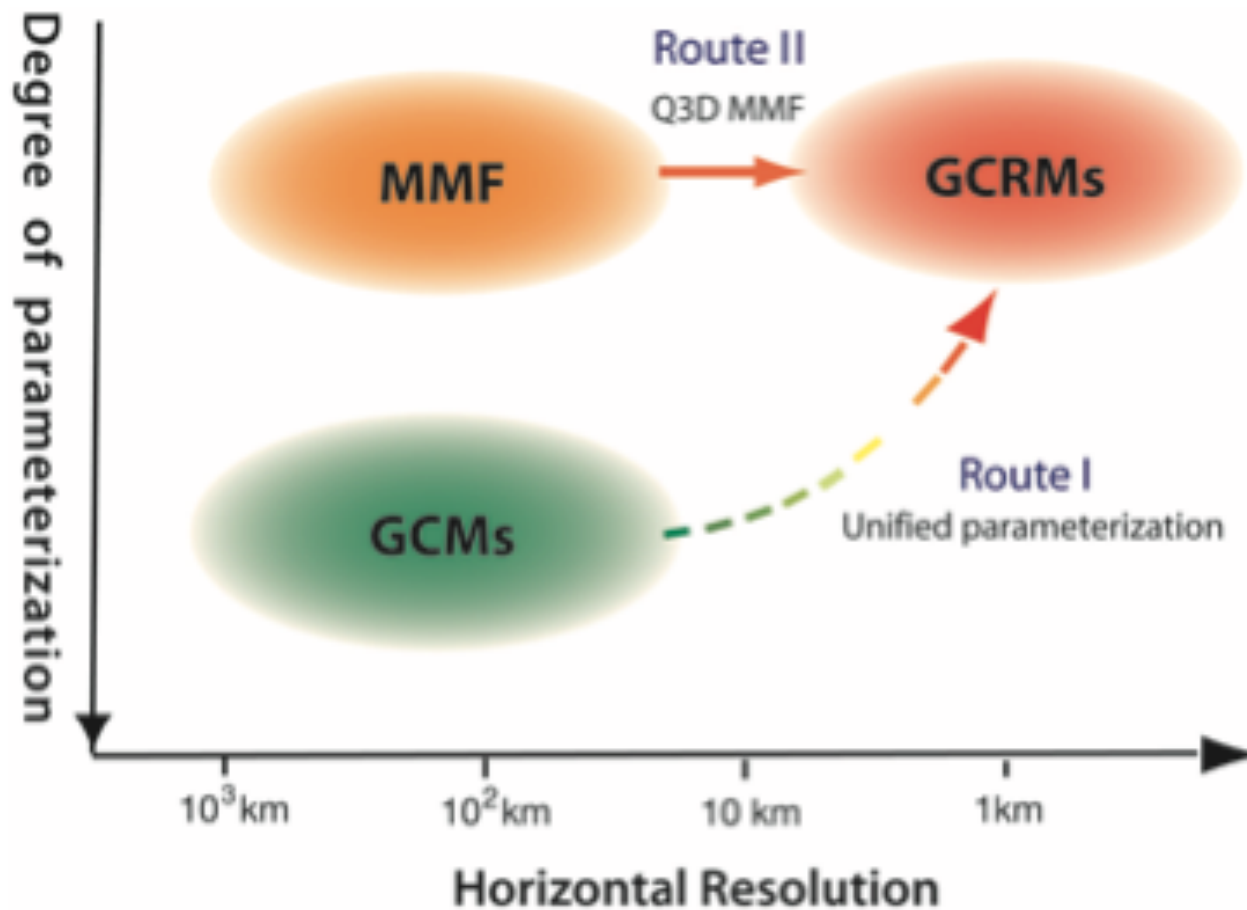 Degree of parameterization
Route II
Q3D MMF
MMF
GCRMs
GCMs
Route I
Unified parameterization
10³km
10²km
10 km
1km
Horizontal Resolution